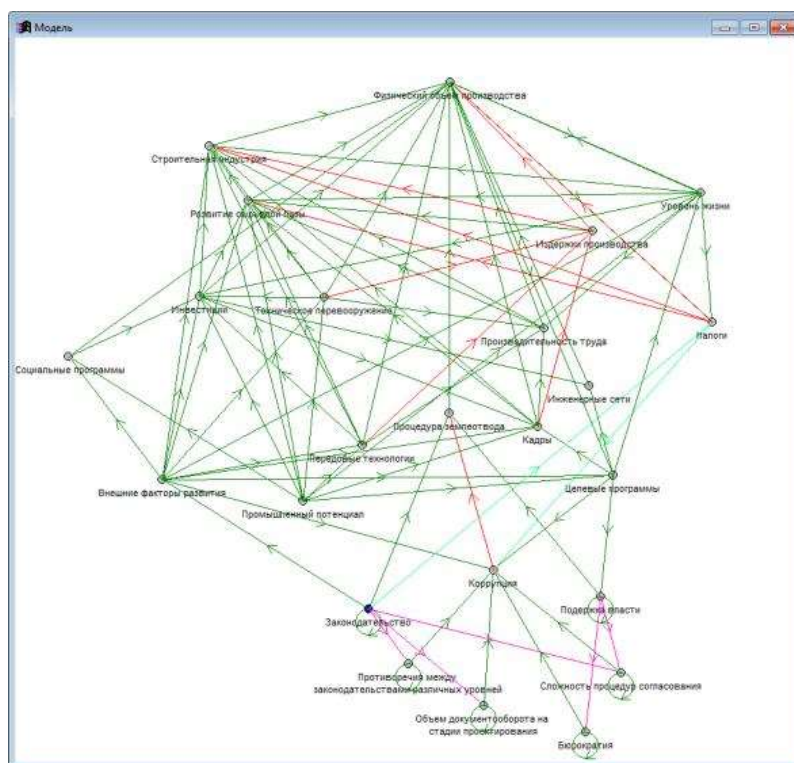 Модель
Физический объем производства
Строительная индустрия
Развитие сырьевой базы
Уровень жизни
Издержки производства
Инвестиции
Техническое перевооружение
Налоги
Производительность труда
Социальные программы
Инженерные сети
Процедура землеотвода
Кадры
Передовые технологии
Внешние факторы развития
Целевые программы
Промышленный потенциал
Коррупция
Законодательство
Подержка власти
Противоречия между
законодательствами различных уровней
Сложность процедур согласования
Объем документооборота на
стадии проектирования
Бюрократия